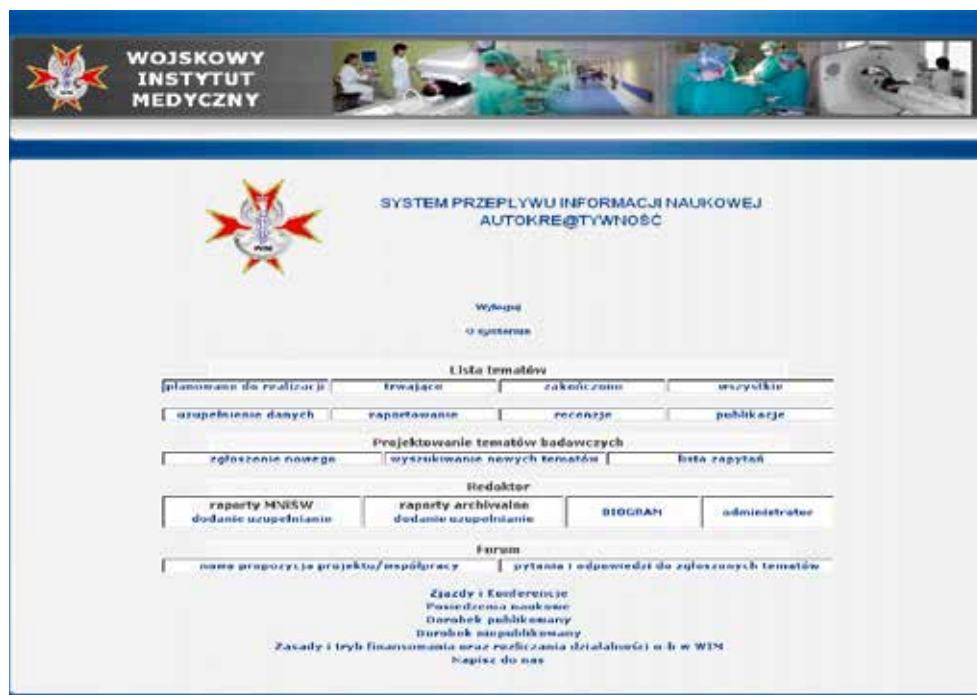 WOJSKOWY
INSTYTUT
MEDYCZNY
SYSTEM PRZEPŁYWU INFORMACJI NAUKOWEJ
AUTOKRE@TYWNOŚĆ
Wyloguj
O systemie
Lista tematów
planowane do realizacji trwające zakończone wszystkie
uzupełnienie danych raportowanie recenzje publikacje
Projektowanie tematów badawczych
zgłoszenie nowego wyszukiwanie nowych tematów lista zapytań
Redaktor
raporty MNiSW raporty archiwalne BIOGRAM administrator
dodanie uzupełnianie dodanie uzupełnianie
Forum
nowa propozycja projektu/współpracy pytania i odpowiedzi do zgłoszonych tematów
Zjazdy i Konferencje
Posiedzenia naukowe
Dorobek publikowany
Dorobek niepublikowany
Zasady i tryb finansowania oraz rozliczania działalności n-b w WIM
Napisz do nas